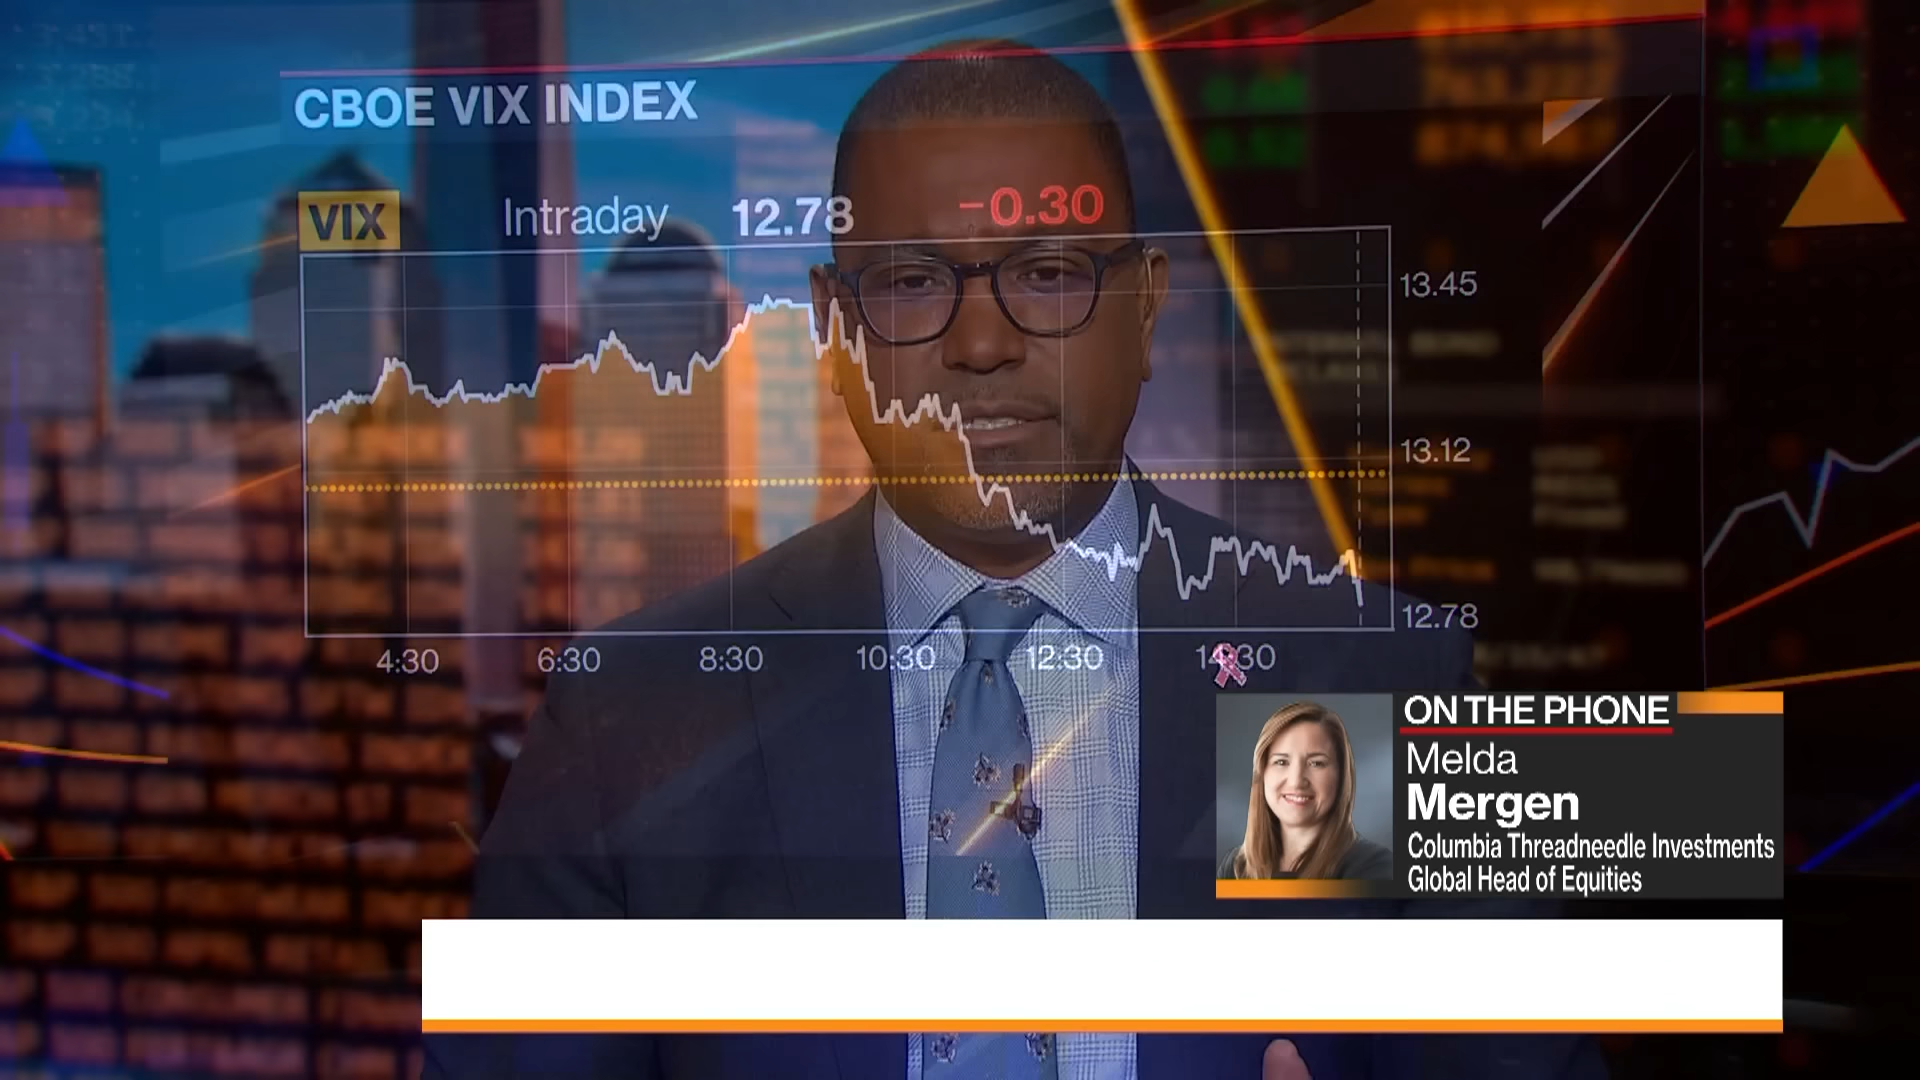 CBOE VIX INDEX
VIX Intraday 12.78 -0.30
13.45
13.12
12.78
4:30 6:30 8:30 10:30 12:30 14:30
ON THE PHONE
Melda
Mergen
Columbia Threadneedle Investments
Global Head of Equities